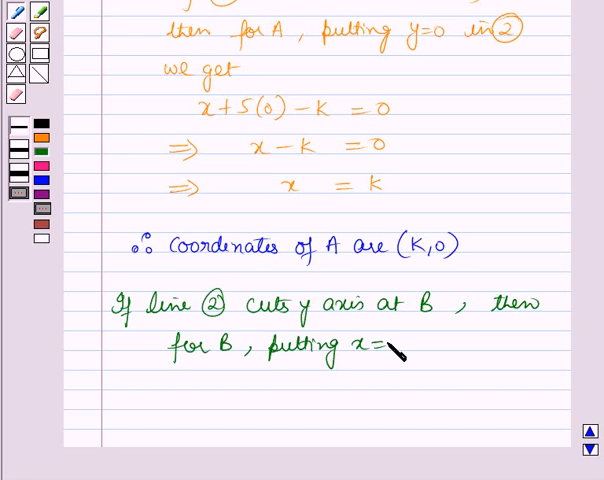 then for A, putting y=0 in ②
we get
x+5(0)-k = 0
⇒ x-k = 0
⇒ x = k
∴ coordinates of A are (K,0)
If line ② cuts y axis at B, then
for B, putting x=